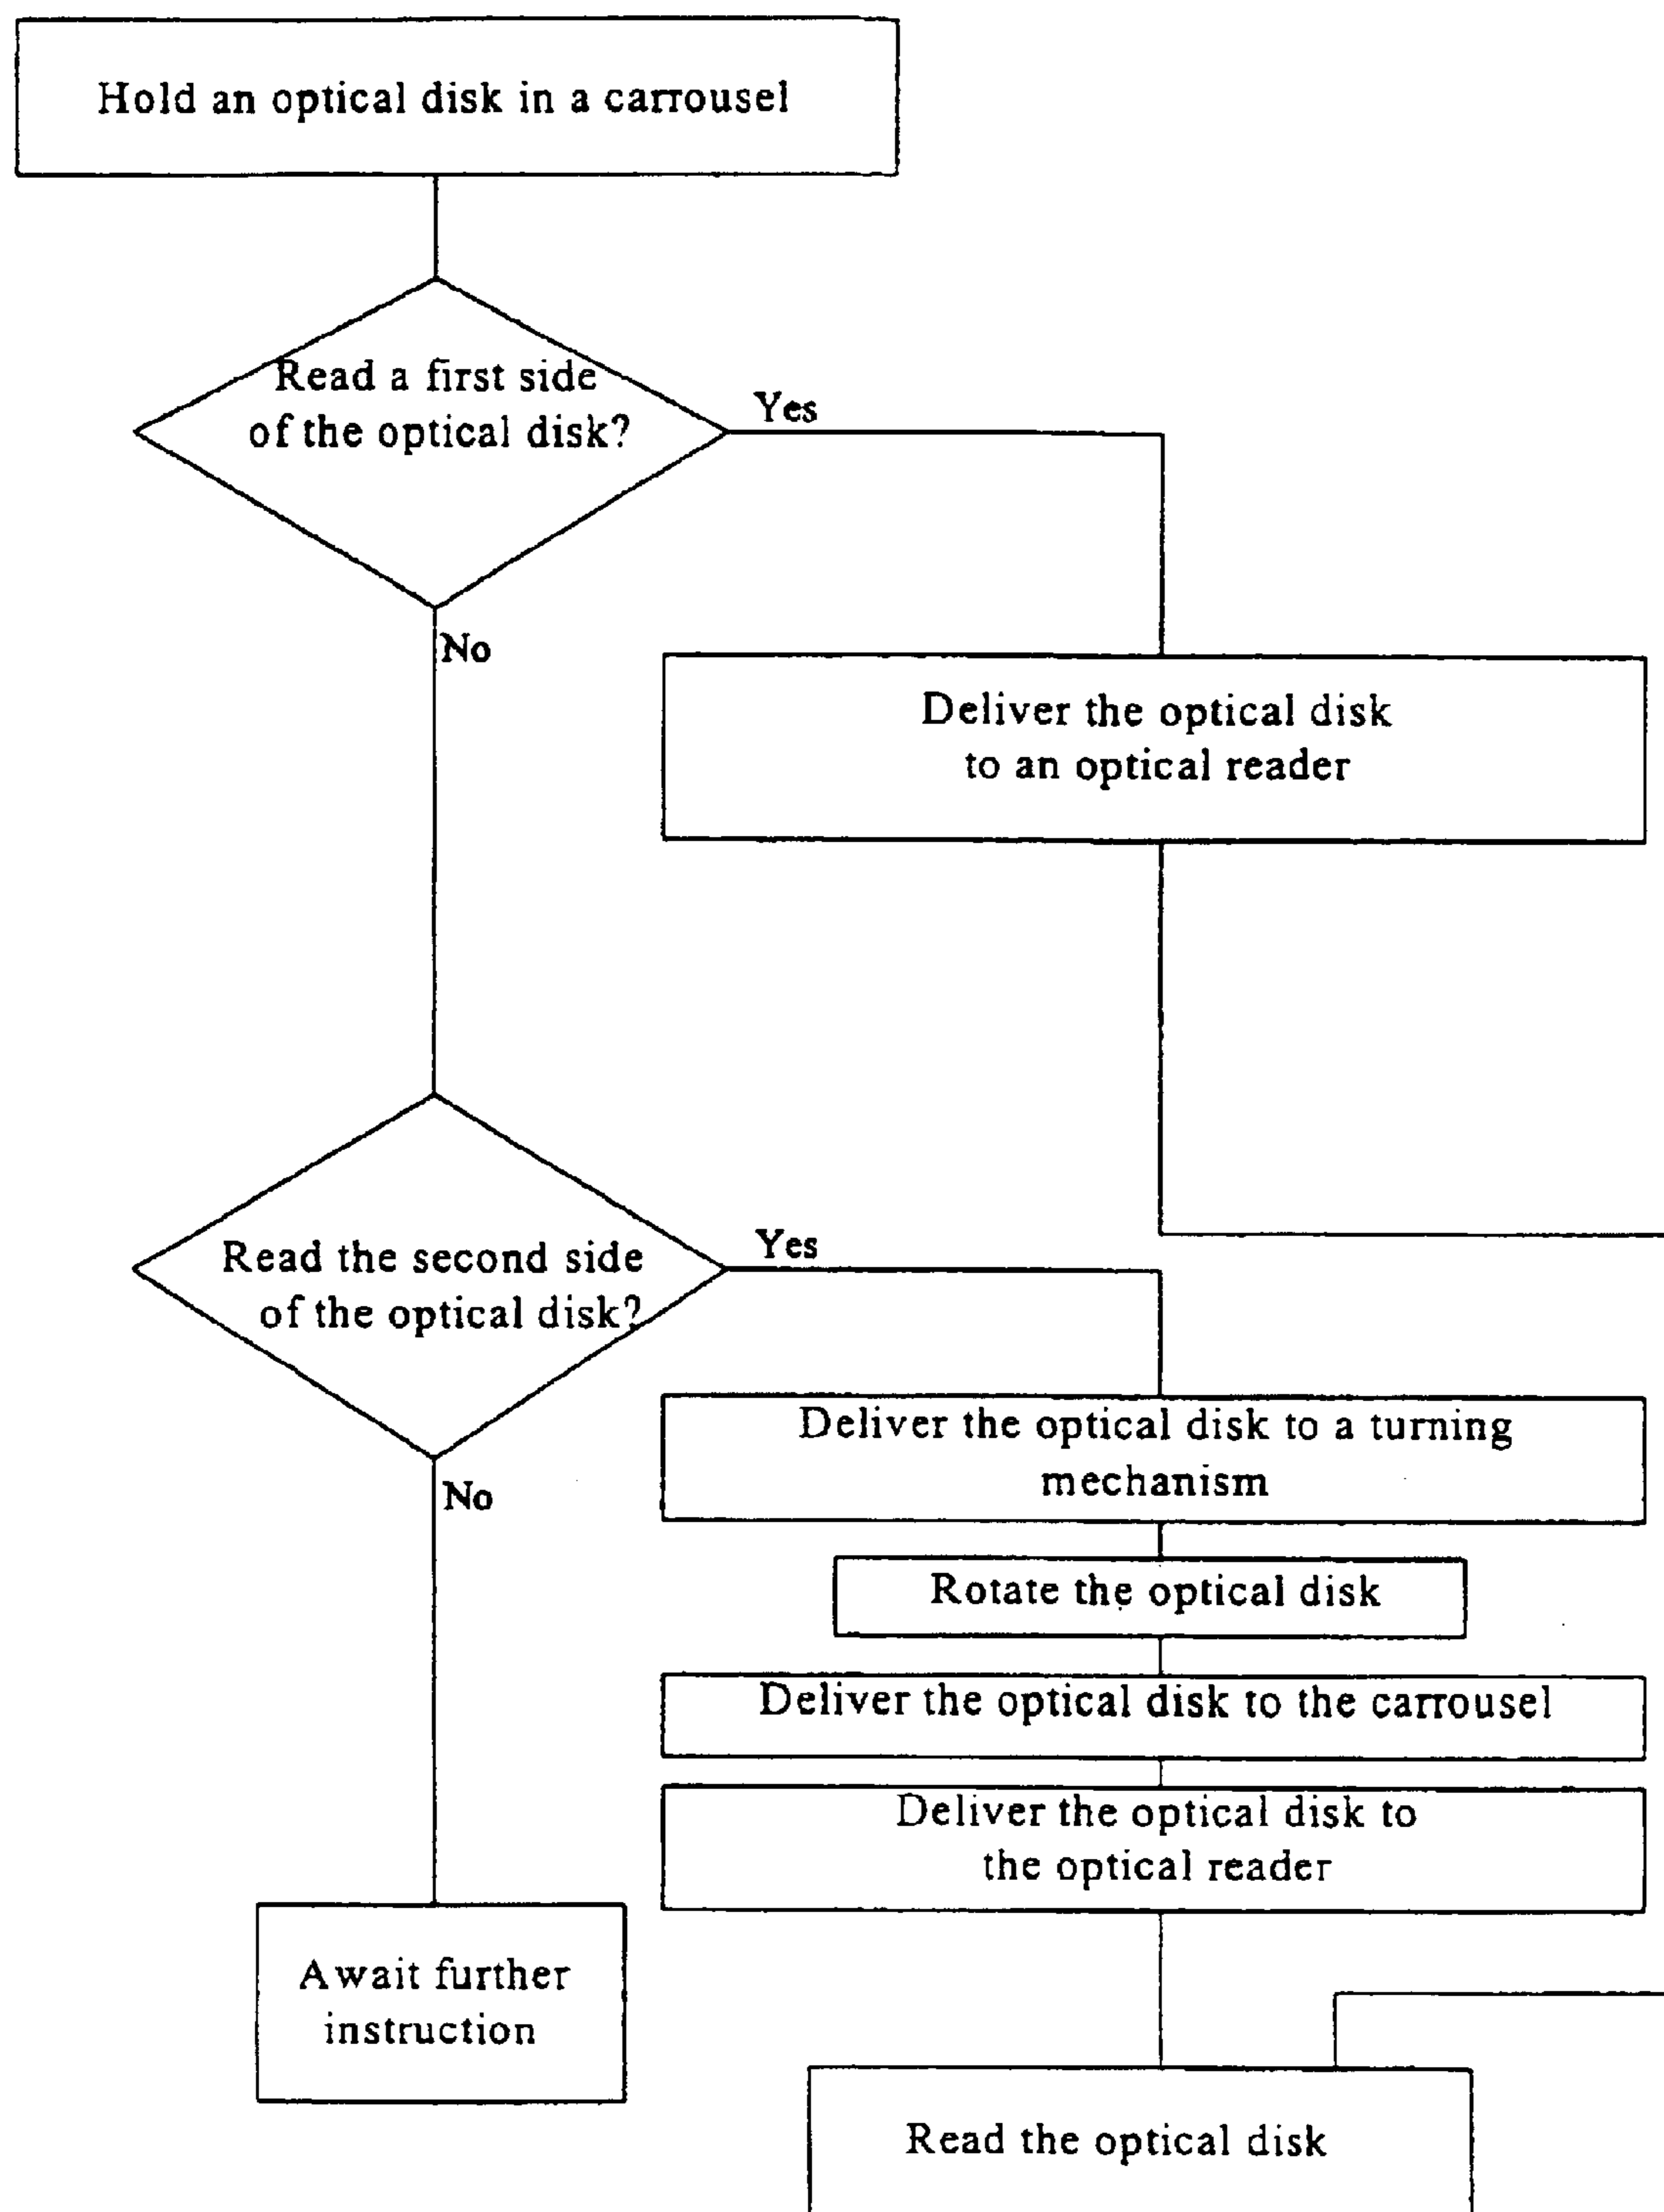 Hold an optical disk in a carrousel
Read a first side
of the optical disk?
Yes
No
Deliver the optical disk
to an optical reader
Read the second side
of the optical disk?
Yes
No
Deliver the optical disk to a turning
mechanism
Rotate the optical disk
Deliver the optical disk to the carrousel
Deliver the optical disk to
the optical reader
Await further
instruction
Read the optical disk